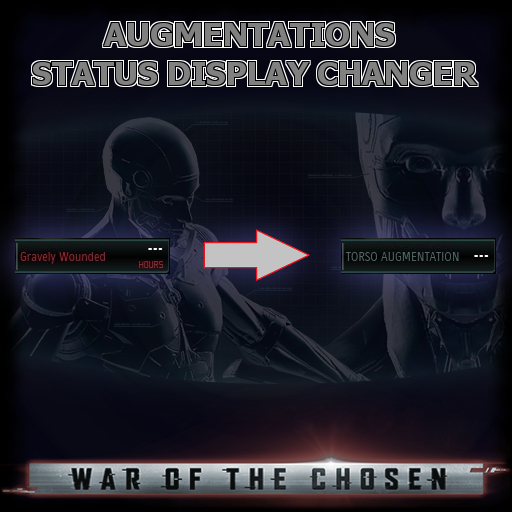 AUGMENTATIONS
STATUS DISPLAY CHANGER
Gravely Wounded
---
HOURS
TORSO AUGMENTATION ---
WAR OF THE CHOSEN